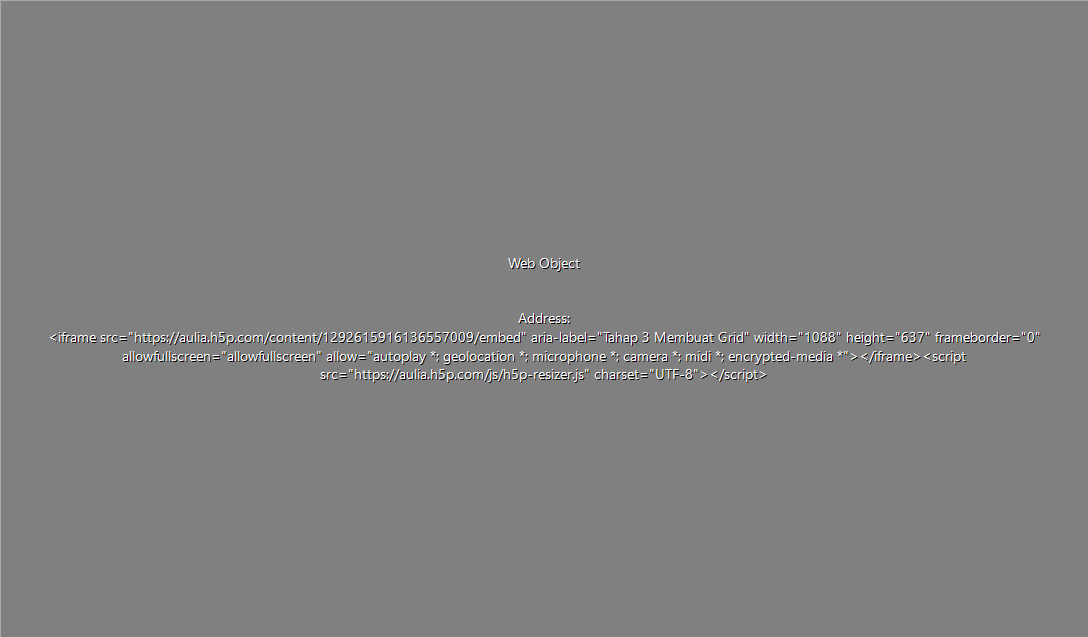 Web Object
Address:
<iframe src="https://aulia.h5p.com/content/1292615916136557009/embed" aria-label="Tahap 3 Membuat Grid" width="1088" height="637" frameborder="0"
allowfullscreen="allowfullscreen" allow="autoplay *; geolocation *; microphone *; camera *; midi *; encrypted-media *"></iframe><script
src="https://aulia.h5p.com/js/h5p-resizer.js" charset="UTF-8"></script>